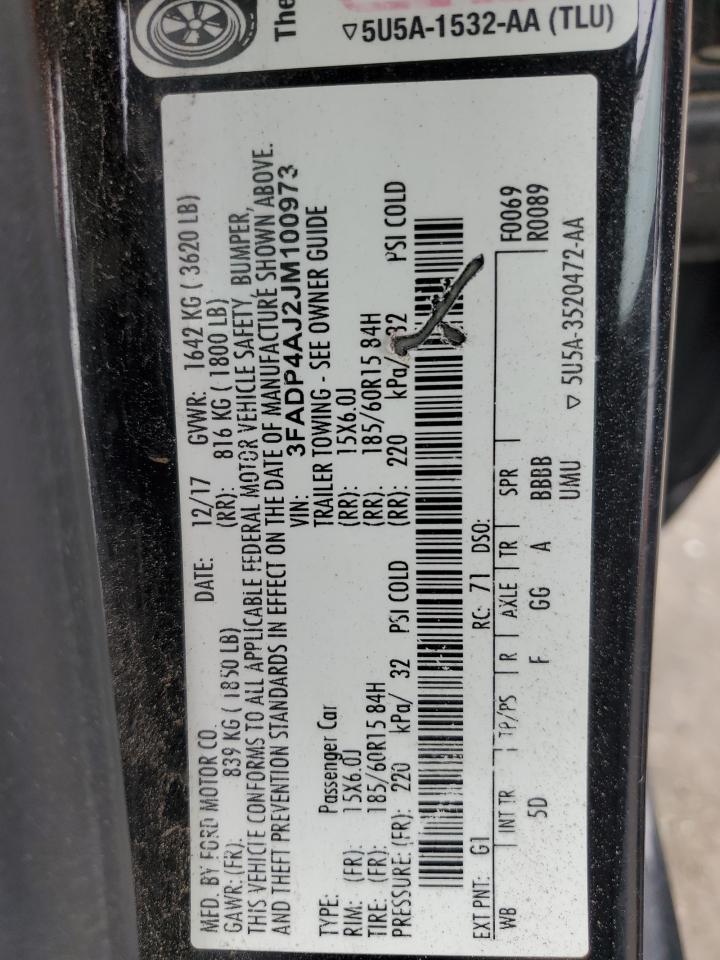 The
▽5U5A-1532-AA (TLU)
MFD. BY FORD MOTOR CO. DATE: 12/17 GVWR: 1642 KG ( 3620 LB)
GAWR: (FR): 839 KG ( 1850 LB) (RR): 816 KG ( 1800 LB)
THIS VEHICLE CONFORMS TO ALL APPLICABLE FEDERAL MOTOR VEHICLE SAFETY, BUMPER,
AND THEFT PREVENTION STANDARDS IN EFFECT ON THE DATE OF MANUFACTURE SHOWN ABOVE.
VIN: 3FADP4AJ2JM100973
TYPE: Passenger Car TRAILER TOWING - SEE OWNER GUIDE
RIM: (FR): 15X6.0J (RR): 15X6.0J
TIRE: (FR): 185/60R15 84H (RR): 185/60R15 84H
PRESSURE: (FR): 220 kPa/ 32 PSI COLD (RR): 220 kPa/ 32 PSI COLD
EXT PNT: G1 RC: 71 DSO: F0069
R0089
WB INT TR TP/PS R AXLE TR SPR
5D F GG A BBBB
UMU ▽ 5U5A-3520472-AA